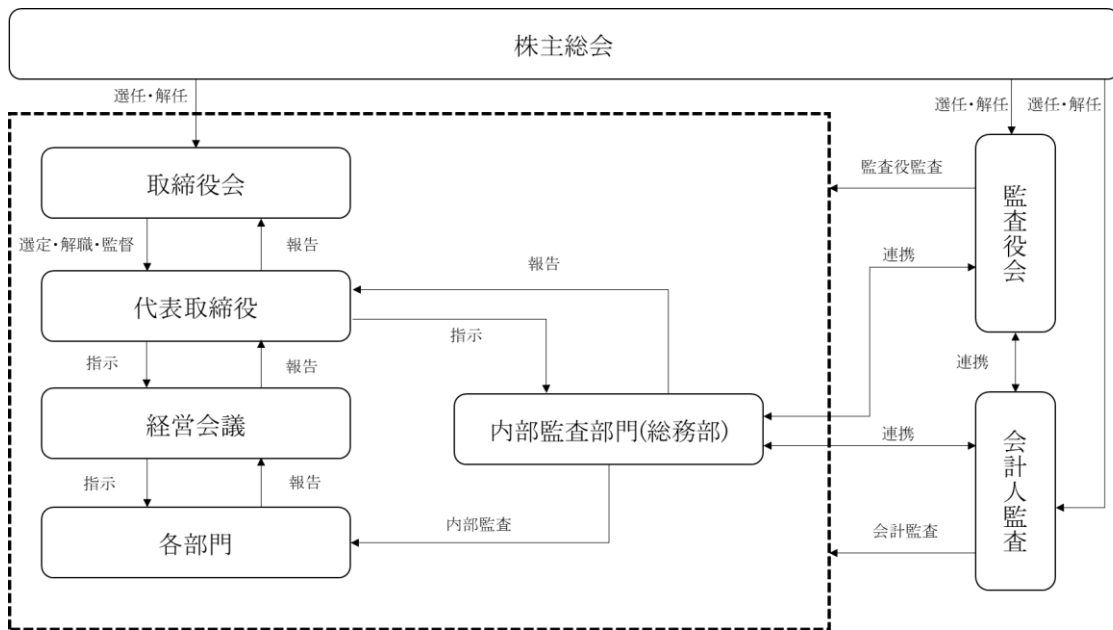 株主総会
選任・解任
選任・解任
選任・解任
取締役会
監査役監査
監査役会
選定・解職・監督
報告
報告
連携
代表取締役
指示
指示
報告
連携
経営会議
内部監査部門(総務部)
連携
会計人監査
指示
報告
各部門
内部監査
会計監査